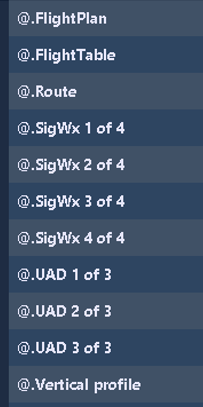 @.FlightPlan
@.FlightTable
@.Route
@.SigWx 1 of 4
@.SigWx 2 of 4
@.SigWx 3 of 4
@.SigWx 4 of 4
@.UAD 1 of 3
@.UAD 2 of 3
@.UAD 3 of 3
@.Vertical profile